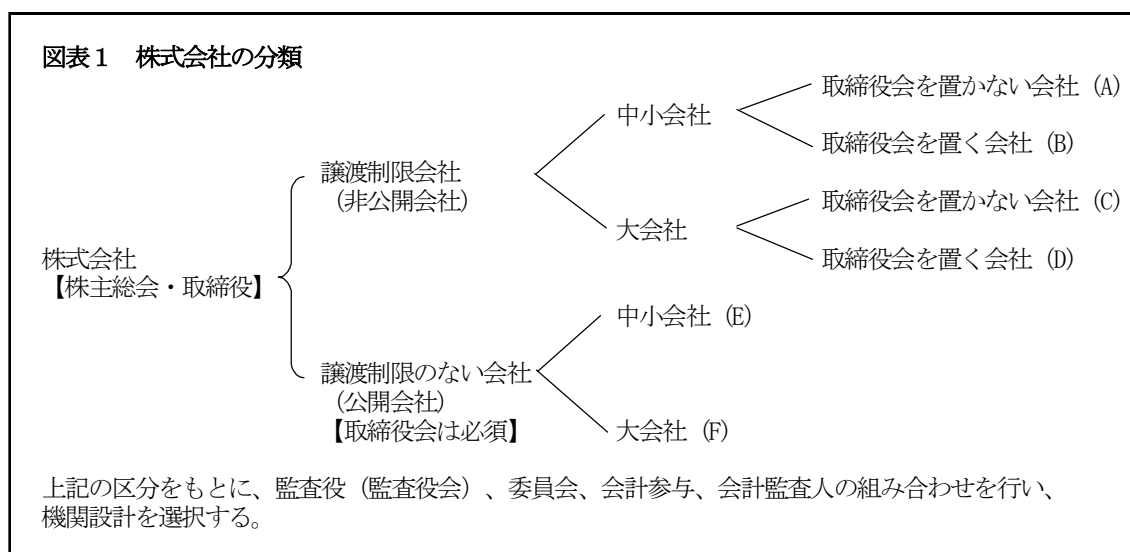 図表1 株式会社の分類
取締役会を置かない会社 (A)
中小会社
取締役会を置く会社 (B)
譲渡制限会社
(非公開会社)
取締役会を置かない会社 (C)
大会社
株式会社
【株主総会・取締役】
取締役会を置く会社 (D)
中小会社 (E)
譲渡制限のない会社
(公開会社)
【取締役会は必須】
大会社 (F)
上記の区分をもとに、監査役(監査役会)、委員会、会計参与、会計監査人の組み合わせを行い、
機関設計を選択する。